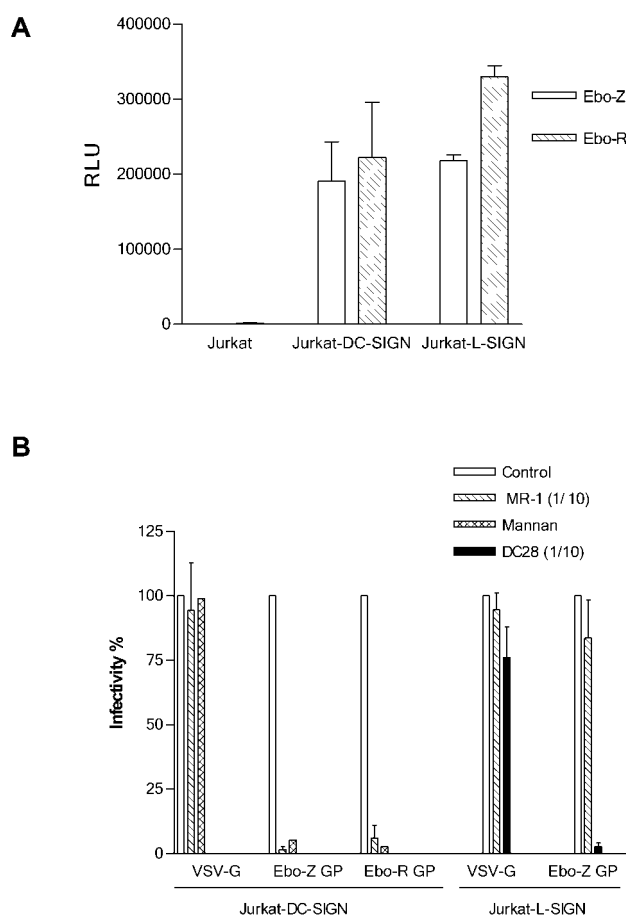 A
400000
300000
200000
100000
0
RLU
Ebo-Z
Ebo-R
Jurkat
Jurkat-DC-SIGN
Jurkat-L-SIGN
B
Control
MR-1 (1/10)
Mannan
DC28 (1/10)
125
100
75
50
25
0
Infectivity %
VSV-G
Ebo-Z GP
Ebo-R GP
VSV-G
Ebo-Z GP
Jurkat-DC-SIGN
Jurkat-L-SIGN